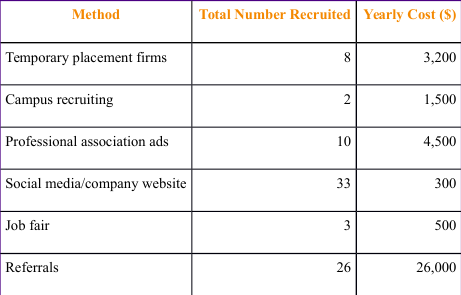 Method Total Number Recruited Yearly Cost ($)
Temporary placement firms 8 3,200
Campus recruiting 2 1,500
Professional association ads 10 4,500
Social media/company website 33 300
Job fair 3 500
Referrals 26 26,000